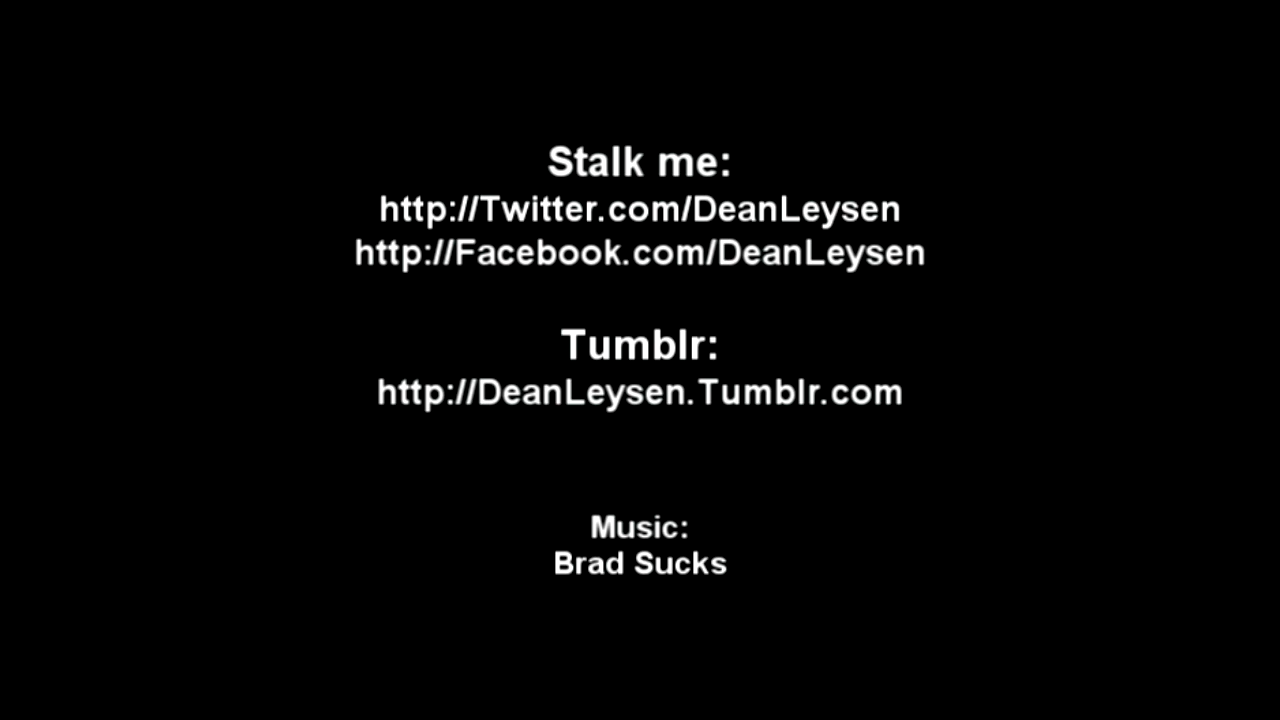 Stalk me:
http://Twitter.com/DeanLeysen
http://Facebook.com/DeanLeysen
Tumblr:
http://DeanLeysen.Tumblr.com
Music:
Brad Sucks